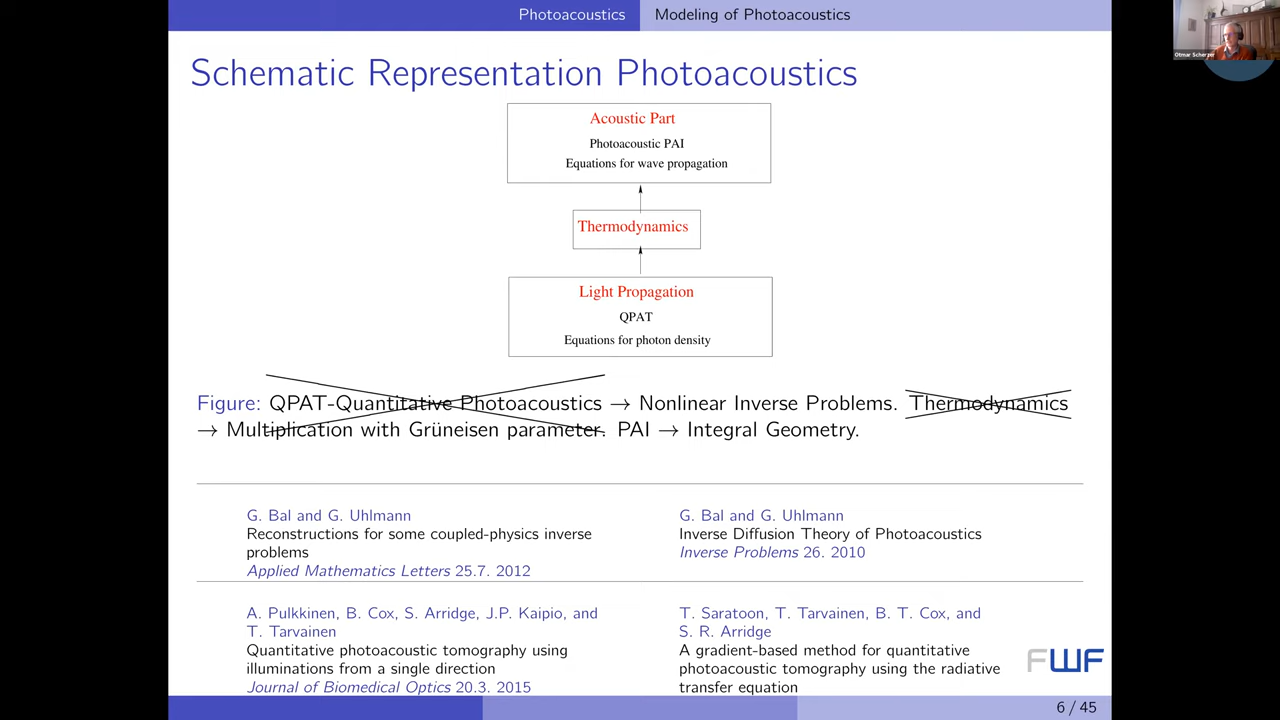 Photoacoustics Modeling of Photoacoustics
Otmar Scherzer
Schematic Representation Photoacoustics
Acoustic Part
Photoacoustic PAI
Equations for wave propagation
Thermodynamics
Light Propagation
QPAT
Equations for photon density
Figure: QPAT-Quantitative Photoacoustics → Nonlinear Inverse Problems. Thermodynamics
→ Multiplication with Grüneisen parameter. PAI → Integral Geometry.
G. Bal and G. Uhlmann
Reconstructions for some coupled-physics inverse
problems
Applied Mathematics Letters 25.7. 2012
G. Bal and G. Uhlmann
Inverse Diffusion Theory of Photoacoustics
Inverse Problems 26. 2010
A. Pulkkinen, B. Cox, S. Arridge, J.P. Kaipio, and
T. Tarvainen
Quantitative photoacoustic tomography using
illuminations from a single direction
Journal of Biomedical Optics 20.3. 2015
T. Saratoon, T. Tarvainen, B. T. Cox, and
S. R. Arridge
A gradient-based method for quantitative
photoacoustic tomography using the radiative
transfer equation
FWF
6 / 45